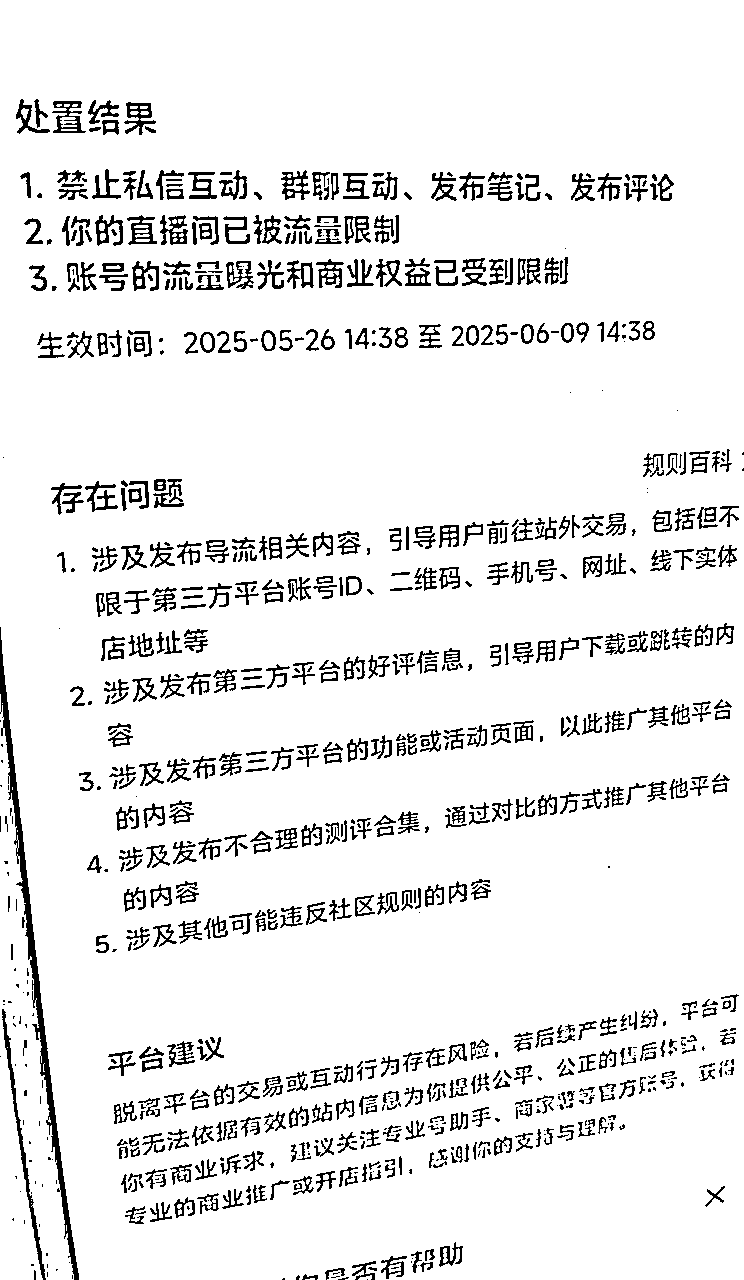 处置结果
1. 禁止私信互动、群聊互动、发布笔记、发布评论
2. 你的直播间已被流量限制
3. 账号的流量曝光和商业权益已受到限制
生效时间：2025-05-26 14:38 至 2025-06-09 14:38
规则百科
存在问题
1. 涉及发布导流相关内容，引导用户前往站外交易，包括但不
限于第三方平台账号ID、二维码、手机号、网址、线下实体
店地址等
2. 涉及发布第三方平台的好评信息，引导用户下载或跳转的内
容
3. 涉及发布第三方平台的功能或活动页面，以此推广其他平台
的内容
4. 涉及发布不合理的测评合集，通过对比的方式推广其他平台
的内容
5. 涉及其他可能违反社区规则的内容
平台建议
脱离平台的交易或互动行为存在风险，若后续产生纠纷，平台可
能无法依据有效的站内信息为你提供公平、公正的售后体验，若
你有商业诉求，建议关注专业号助手、商家薯等官方账号，获得
专业的商业推广或开店指引，感谢你的支持与理解。
是否有帮助